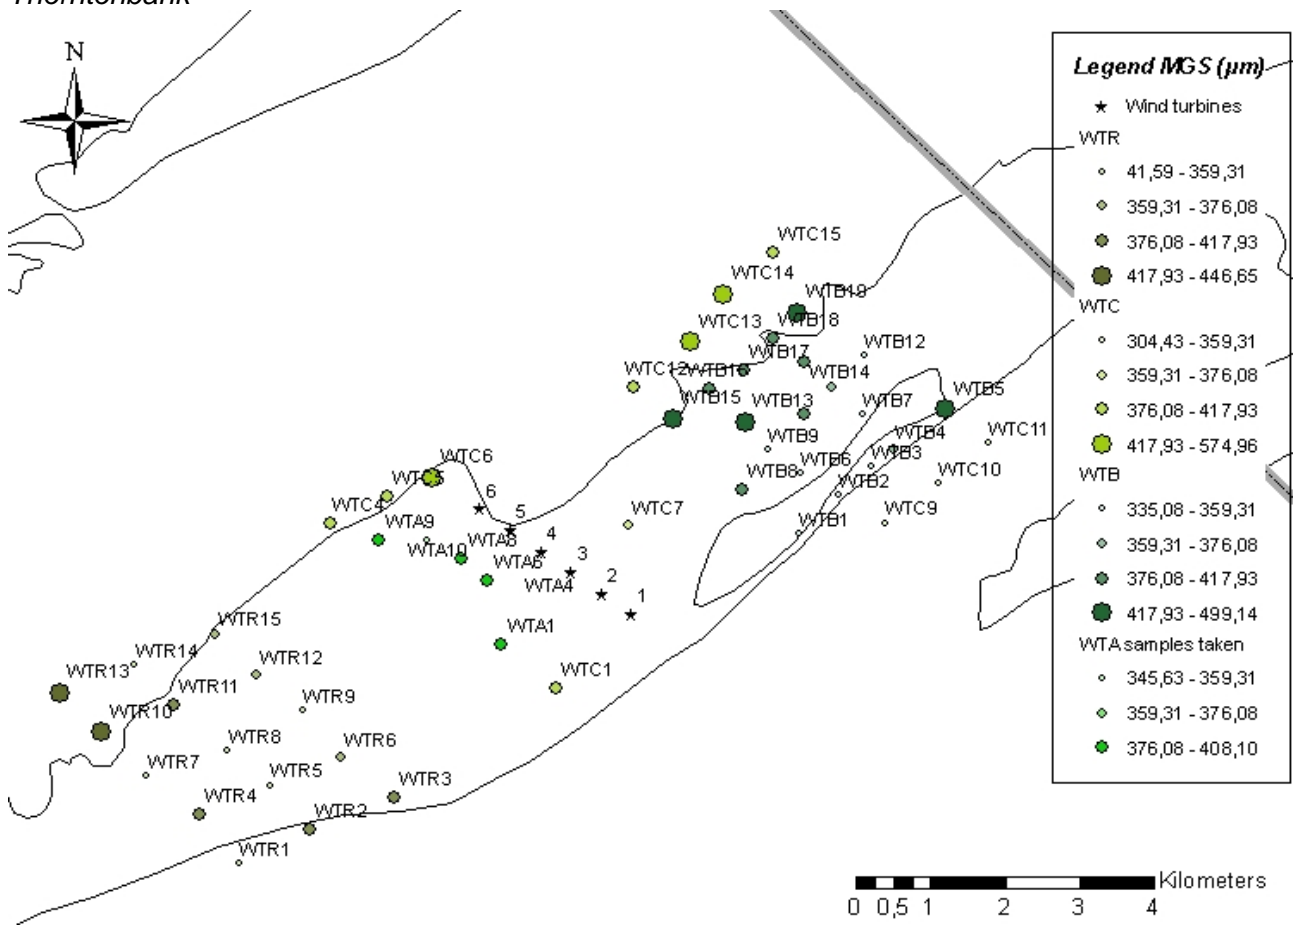 Thorntonbank
N
Legend MGS (µm)
Wind turbines
WTR
41,59 - 359,31
359,31 - 376,08
376,08 - 417,93
417,93 - 446,65
WTC
304,43 - 359,31
359,31 - 376,08
376,08 - 417,93
417,93 - 574,96
WTB
335,08 - 359,31
359,31 - 376,08
376,08 - 417,93
417,93 - 499,14
WTA samples taken
345,63 - 359,31
359,31 - 376,08
376,08 - 408,10
WTC15
WTC14
WTB19
WTC13
WTB18
WTB17
WTB12
WTC12
WTB16
WTB14
WTB15
WTB13
WTB7
WTB5
WTB9
WTB4
WTC11
WTB8
WTB6
WTB3
WTC10
WTB2
WTC6
WTC4
6
5
WTA9
WTC7
WTB1
WTC9
WTA10
4
3
WTA4
2
1
WTA1
WTC1
WTR15
WTR14
WTR13
WTR12
WTR11
WTR10
WTR9
WTR8
WTR6
WTR7
WTR5
WTR3
WTR4
WTR2
WTR1
Kilometers
0 0,5 1 2 3 4